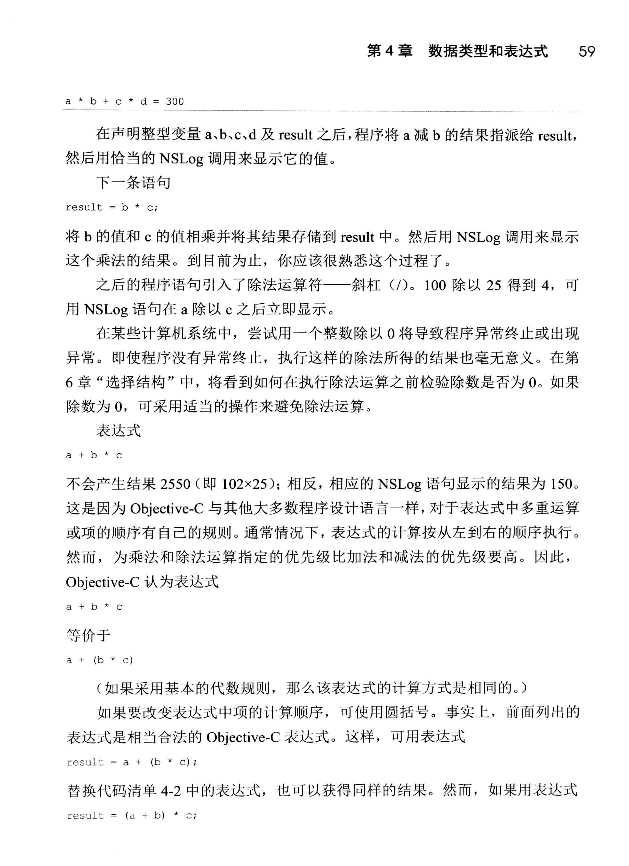 第 4 章 数据类型和表达式 59
a * b + c * d = 300
在声明整型变量 a、b、c、d 及 result 之后，程序将 a 减 b 的结果指派给 result，
然后用恰当的 NSLog 调用来显示它的值。
下一条语句
result = b * c;
将 b 的值和 c 的值相乘并将其结果存储到 result 中。然后用 NSLog 调用来显示
这个乘法的结果。到目前为止，你应该很熟悉这个过程了。
之后的程序语句引入了除法运算符——斜杠（/）。100 除以 25 得到 4，可
用 NSLog 语句在 a 除以 c 之后立即显示。
在某些计算机系统中，尝试用一个整数除以 0 将导致程序异常终止或出现
异常。即使程序没有异常终止，执行这样的除法所得的结果也毫无意义。在第
6 章“选择结构”中，将看到如何在执行除法运算之前检验除数是否为 0。如果
除数为 0，可采用适当的操作来避免除法运算。
表达式
a + b * c
不会产生结果 2550（即 102×25）；相反，相应的 NSLog 语句显示的结果为 150。
这是因为 Objective-C 与其他大多数程序设计语言一样，对于表达式中多重运算
或项的顺序有自己的规则。通常情况下，表达式的计算按从左到右的顺序执行。
然而，为乘法和除法运算指定的优先级比加法和减法的优先级要高。因此，
Objective-C 认为表达式
a + b * c
等价于
a + (b * c)
（如果采用基本的代数规则，那么该表达式的计算方式是相同的。）
如果要改变表达式中项的计算顺序，可使用圆括号。事实上，前面列出的
表达式是相当合法的 Objective-C 表达式。这样，可用表达式
result = a + (b * c);
替换代码清单 4-2 中的表达式，也可以获得同样的结果。然而，如果用表达式
result = (a + b) * c;